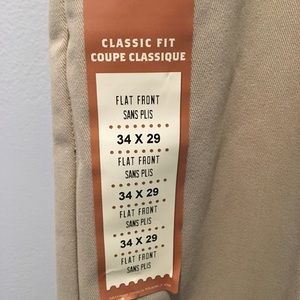 CLASSIC FIT
COUPE CLASSIQUE
FLAT FRONT
SANS PLIS
34 X 29
FLAT FRONT
SANS PLIS
34 X 29
FLAT FRONT
SANS PLIS
34 X 29
FLAT FRONT
SANS PLIS